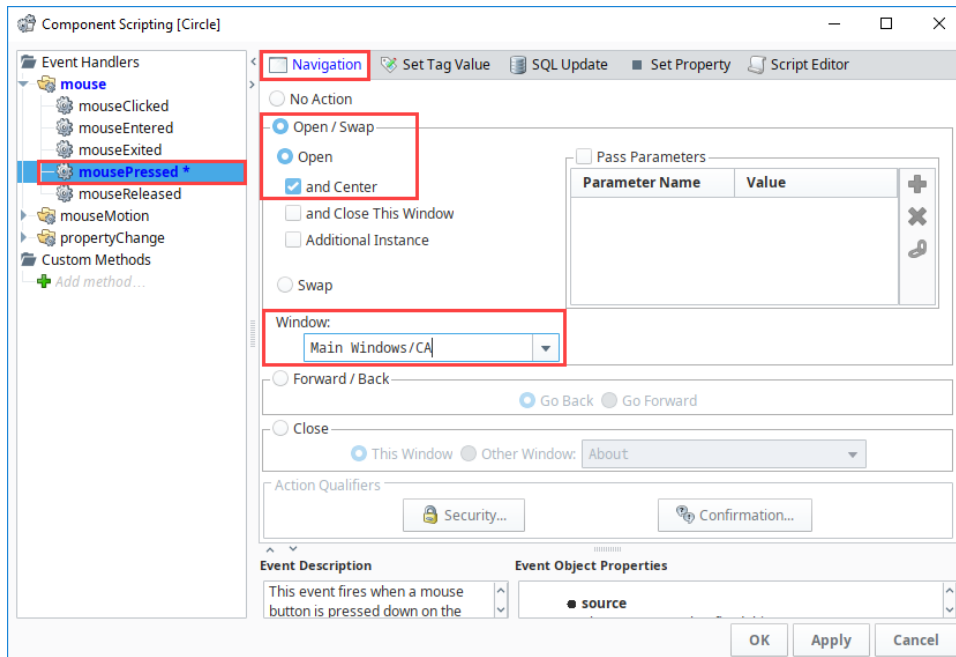 Component Scripting [Circle]
Event Handlers
mouse
mouseClicked
mouseEntered
mouseExited
mousePressed *
mouseReleased
mouseMotion
propertyChange
Custom Methods
Add method...
Navigation Set Tag Value SQL Update Set Property Script Editor
No Action
Open / Swap
Open
and Center
and Close This Window
Additional Instance
Swap
Pass Parameters
Parameter Name Value
Window:
Main Windows/CA
Forward / Back
Go Back Go Forward
Close
This Window Other Window: About
Action Qualifiers
Security... Confirmation...
Event Description
This event fires when a mouse
button is pressed down on the
Event Object Properties
source
OK Apply Cancel